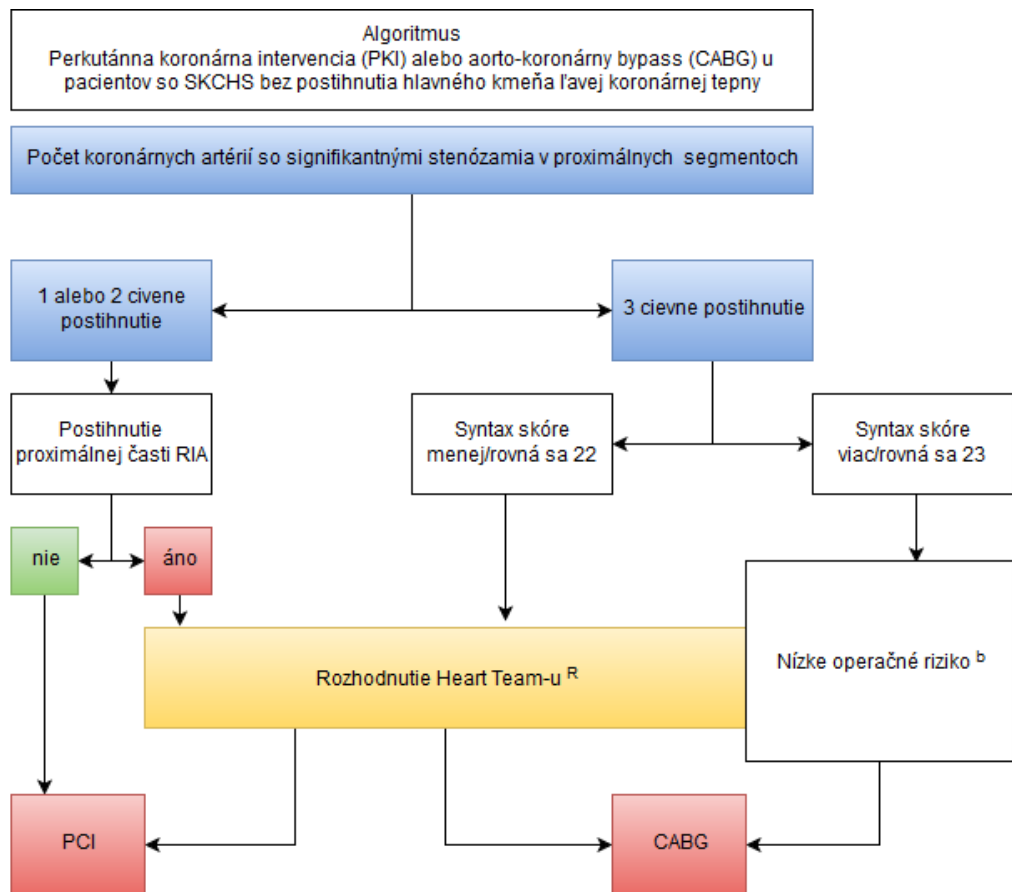 Algoritmus
Perkutánna koronárna intervencia (PKI) alebo aorto-koronárny bypass (CABG) u
pacientov so SKCHS bez postihnutia hlavného kmeňa ľavej koronárnej tepny
Počet koronárnych artérií so signifikantnými stenózamia v proximálnych segmentoch
1 alebo 2 civene
postihnutie
3 cievne postihnutie
Postihnutie
proximálnej časti RIA
Syntax skóre
menej/rovná sa 22
Syntax skóre
viac/rovná sa 23
nie
áno
Rozhodnutie Heart Team-u R
Nízke operačné riziko b
PCI
CABG